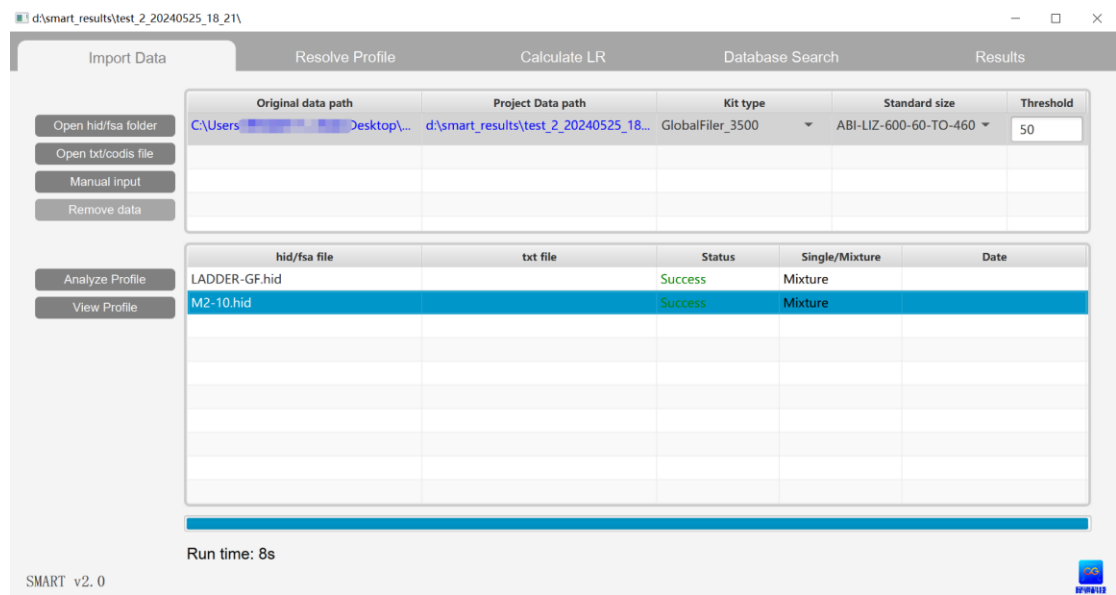 d:\smart_results\test_2_20240525_18_21\
Import Data Resolve Profile Calculate LR Database Search Results
Original data path Project Data path Kit type Standard size Threshold
Open hid/fsa folder C:\Users Desktop\... d:\smart_results\test_2_20240525_18... GlobalFiler_3500 ABI-LIZ-600-60-TO-460 50
Open txt/codis file
Manual input
Remove data
hid/fsa file txt file Status Single/Mixture Date
Analyze Profile LADDER-GF.hid Success Mixture
View Profile M2-10.hid Success Mixture
Run time: 8s
SMART v2.0